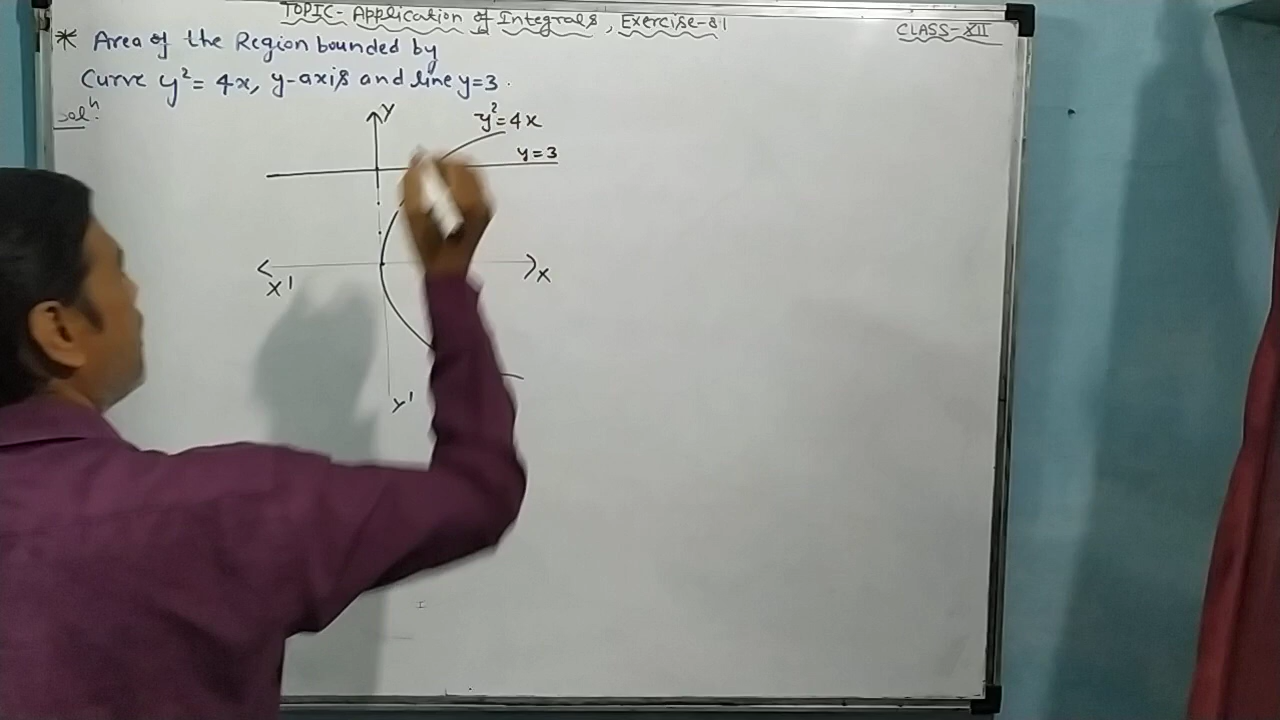 TOPIC- Application of Integrals, Exercise-8.1
CLASS-XII
* Area of the Region bounded by
Curve y²= 4x, y-axis and line y=3.
Solⁿ:
Y
y²=4x
y=3
X'
X
Y'